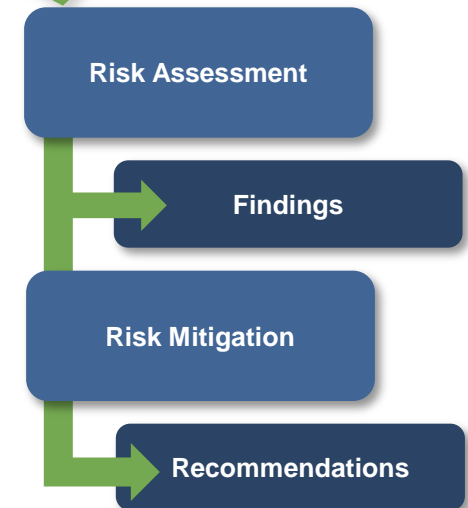 Risk Assessment
Findings
Risk Mitigation
Recommendations